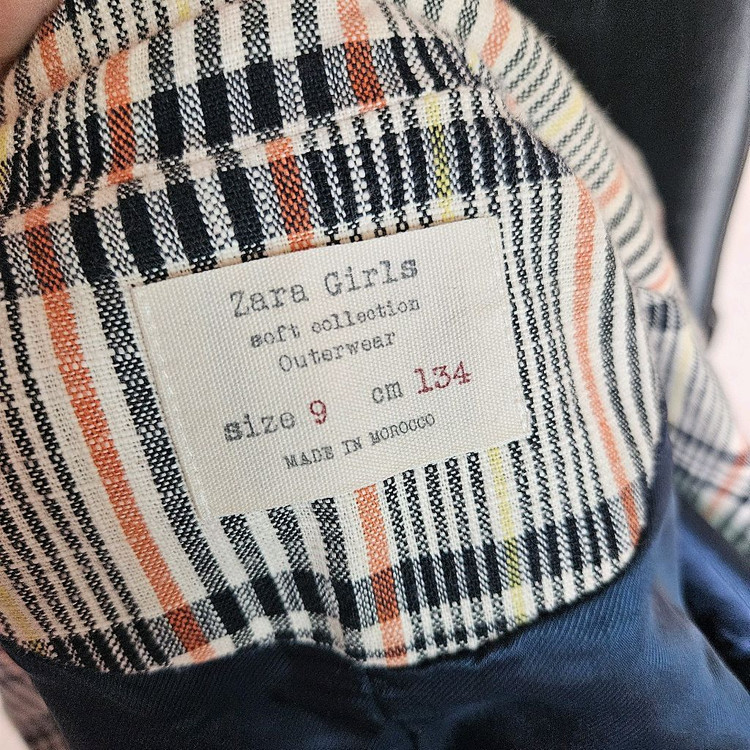 Zara Girls
soft collection
Outerwear
size 9 cm 134
MADE IN MOROCCO